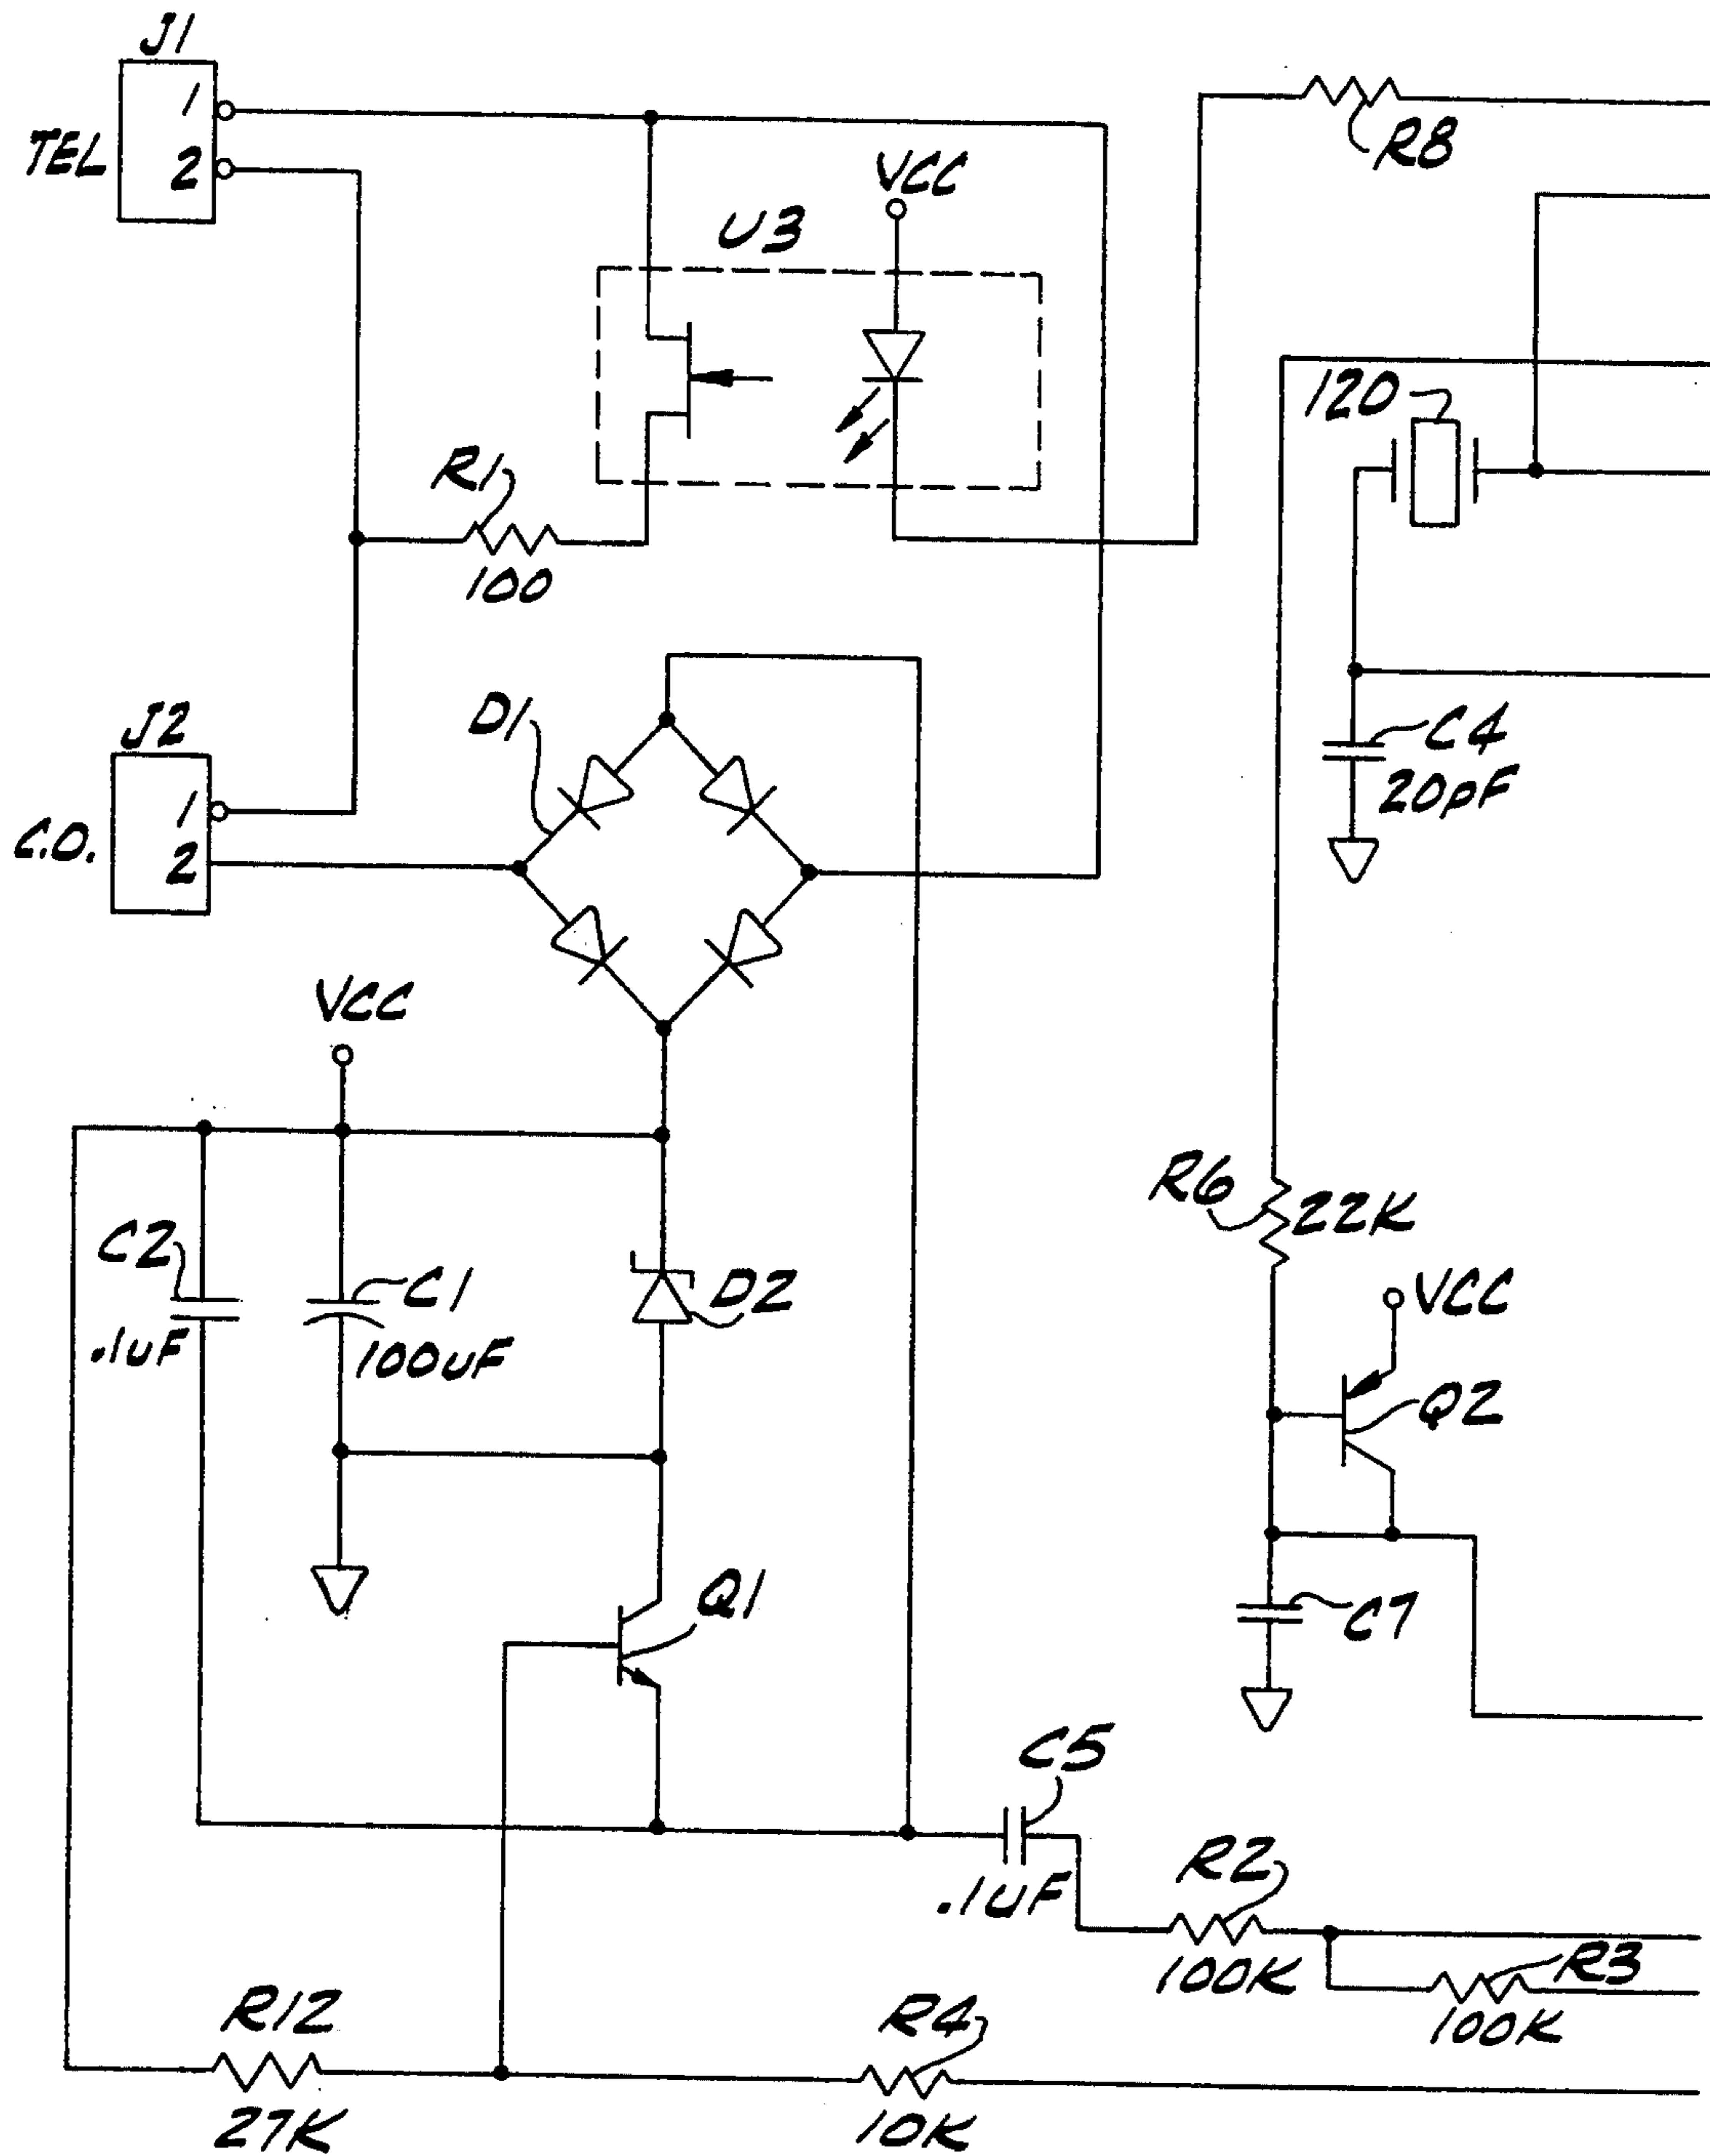 J1
TEL
1
2
U3
VCC
R8
120
R1
100
J2
C.O.
1
2
D1
C4
20pF
VCC
R6
22K
C2
.1uF
C1
100uF
D2
VCC
Q2
Q1
C7
C5
.1uF
R2
100K
R3
100K
R12
27K
R4
10K